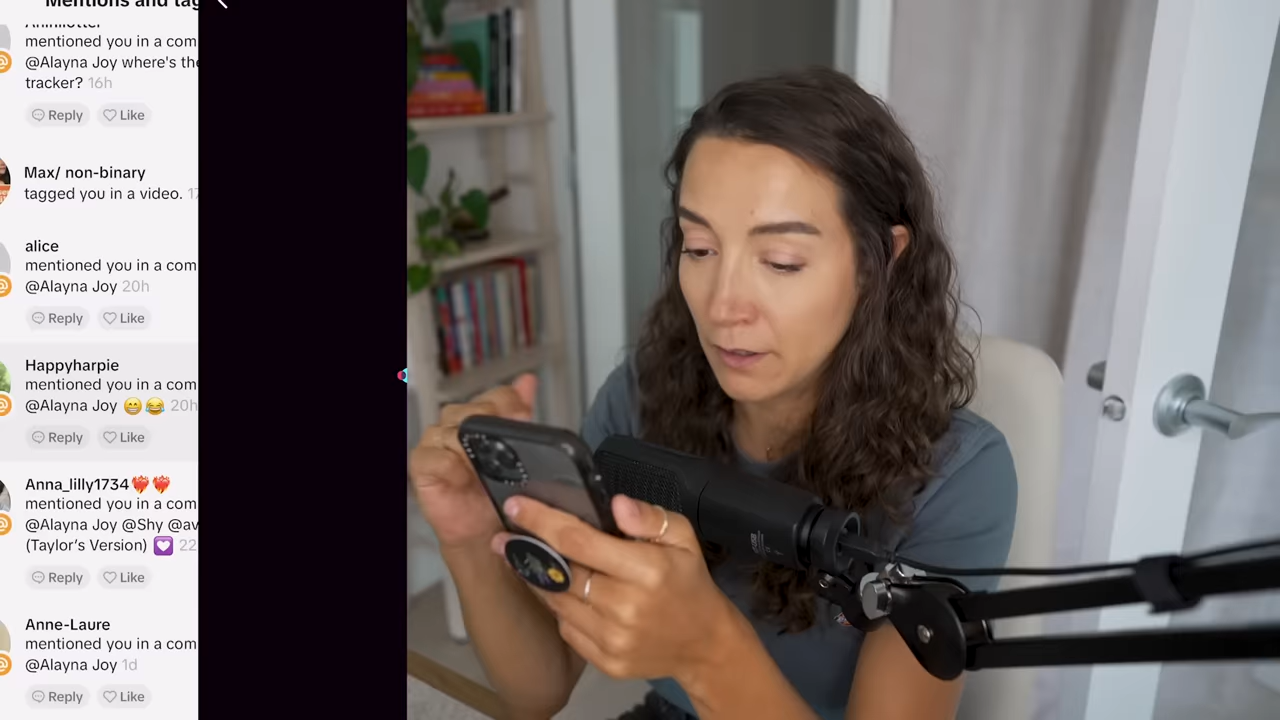 Mentions and tag
mentioned you in a com
@Alayna Joy where's the
tracker? 16h
Reply Like
Max/ non-binary
tagged you in a video.
alice
mentioned you in a com
@Alayna Joy 20h
Reply Like
Happyharpie
mentioned you in a com
@Alayna Joy 😁😂 20h
Reply Like
Anna_lilly1734❤️‍🔥❤️‍🔥
mentioned you in a com
@Alayna Joy @Shy @av
(Taylor's Version) 💟 22
Reply Like
Anne-Laure
mentioned you in a com
@Alayna Joy 1d
Reply Like